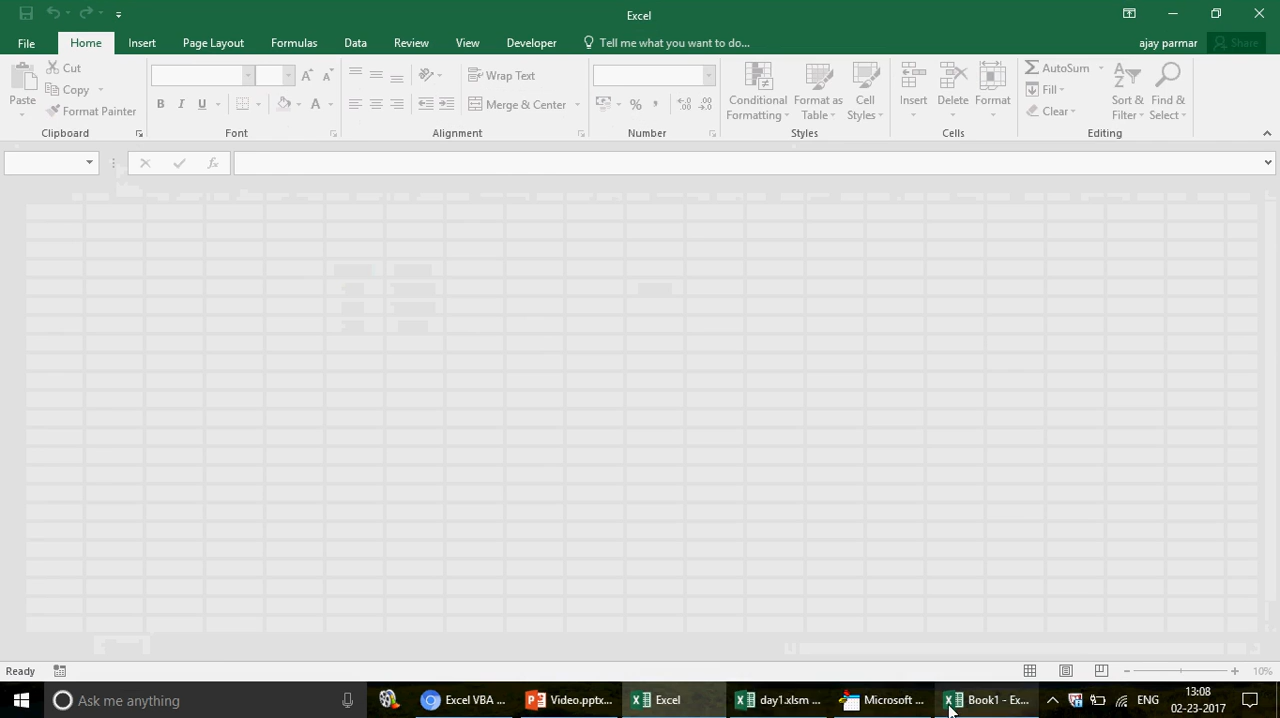 Excel
File Home Insert Page Layout Formulas Data Review View Developer Tell me what you want to do... ajay parmar Share
Paste
Cut
Copy
Format Painter
B I U
A
Wrap Text
Merge & Center
% ,
Conditional Formatting
Format as Table
Cell Styles
Insert Delete Format
AutoSum
Fill
Clear
Sort & Filter
Find & Select
Clipboard Font Alignment Number Styles Cells Editing
fx
Ready 10%
Ask me anything Excel VBA ... Video.pptx... Excel day1.xlsm ... Microsoft ... Book1 - Ex... ENG
13:08
02-23-2017